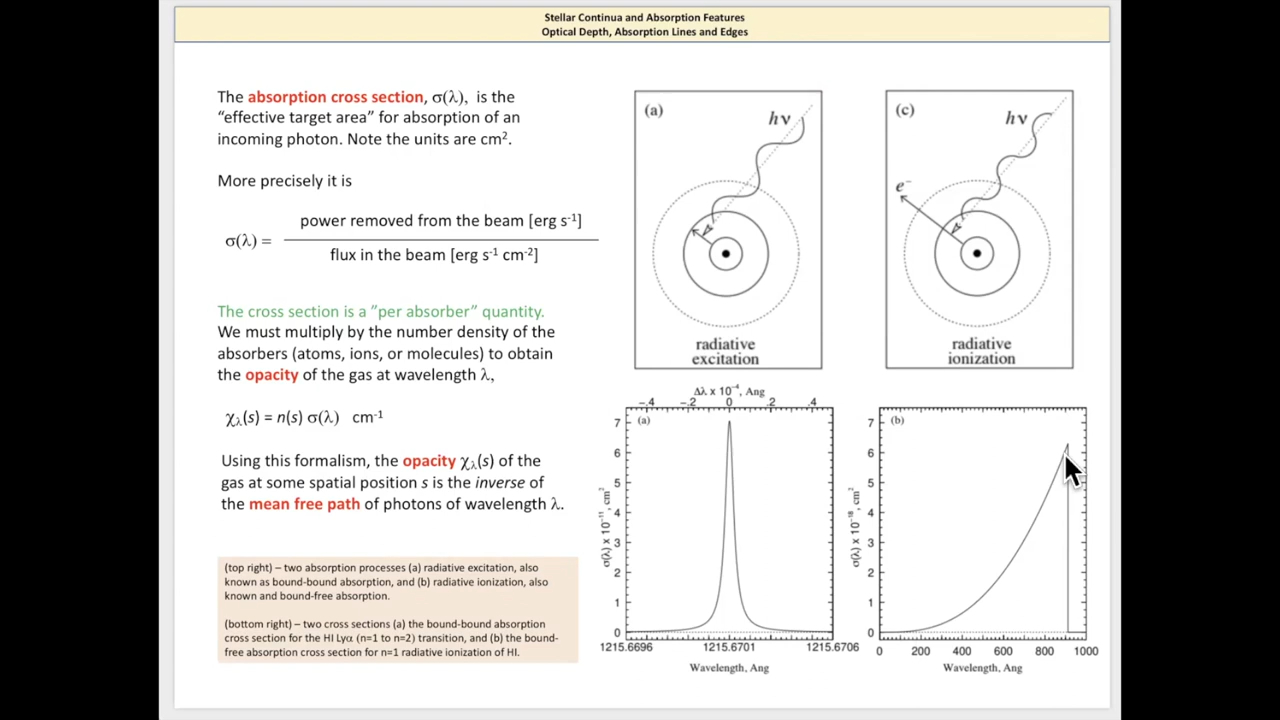 Stellar Continua and Absorption Features
Optical Depth, Absorption Lines and Edges
The absorption cross section, σ(λ), is the
“effective target area” for absorption of an
incoming photon. Note the units are cm².
More precisely it is
σ(λ) =
power removed from the beam [erg s⁻¹]
flux in the beam [erg s⁻¹ cm⁻²]
The cross section is a ”per absorber” quantity.
We must multiply by the number density of the
absorbers (atoms, ions, or molecules) to obtain
the opacity of the gas at wavelength λ,
χλ(s) = n(s) σ(λ) cm⁻¹
Using this formalism, the opacity χλ(s) of the
gas at some spatial position s is the inverse of
the mean free path of photons of wavelength λ.
(top right) – two absorption processes (a) radiative excitation, also
known as bound-bound absorption, and (b) radiative ionization, also
known and bound-free absorption.
(bottom right) – two cross sections (a) the bound-bound absorption
cross section for the HI Lyα (n=1 to n=2) transition, and (b) the bound-
free absorption cross section for n=1 radiative ionization of HI.
(a)
hν
radiative
excitation
(c)
hν
e⁻
radiative
ionization
Δλ x 10⁻⁴, Ang
-.4 -.2 0 .2 .4
(a)
7
6
5
4
3
2
1
0
σ(λ) x 10⁻¹¹, cm²
1215.6696 1215.6701 1215.6706
Wavelength, Ang
(b)
7
6
5
4
3
2
1
0
σ(λ) x 10⁻¹⁸, cm²
0 200 400 600 800 1000
Wavelength, Ang